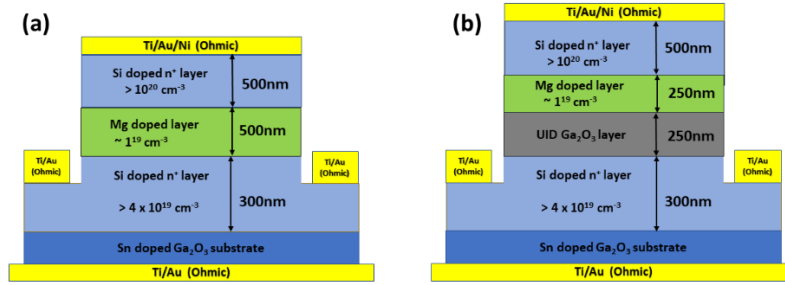 (a)
Ti/Au/Ni (Ohmic)
Si doped n⁺ layer
> 10²⁰ cm⁻³
500nm
Mg doped layer
~ 1¹⁹ cm⁻³
500nm
Ti/Au
(Ohmic)
Ti/Au
(Ohmic)
Si doped n⁺ layer
> 4 x 10¹⁹ cm⁻³
300nm
Sn doped Ga₂O₃ substrate
Ti/Au (Ohmic)
(b)
Ti/Au/Ni (Ohmic)
Si doped n⁺ layer
> 10²⁰ cm⁻³
500nm
Mg doped layer
~ 1¹⁹ cm⁻³
250nm
UID Ga₂O₃ layer
250nm
Ti/Au
(Ohmic)
Ti/Au
(Ohmic)
Si doped n⁺ layer
> 4 x 10¹⁹ cm⁻³
300nm
Sn doped Ga₂O₃ substrate
Ti/Au (Ohmic)